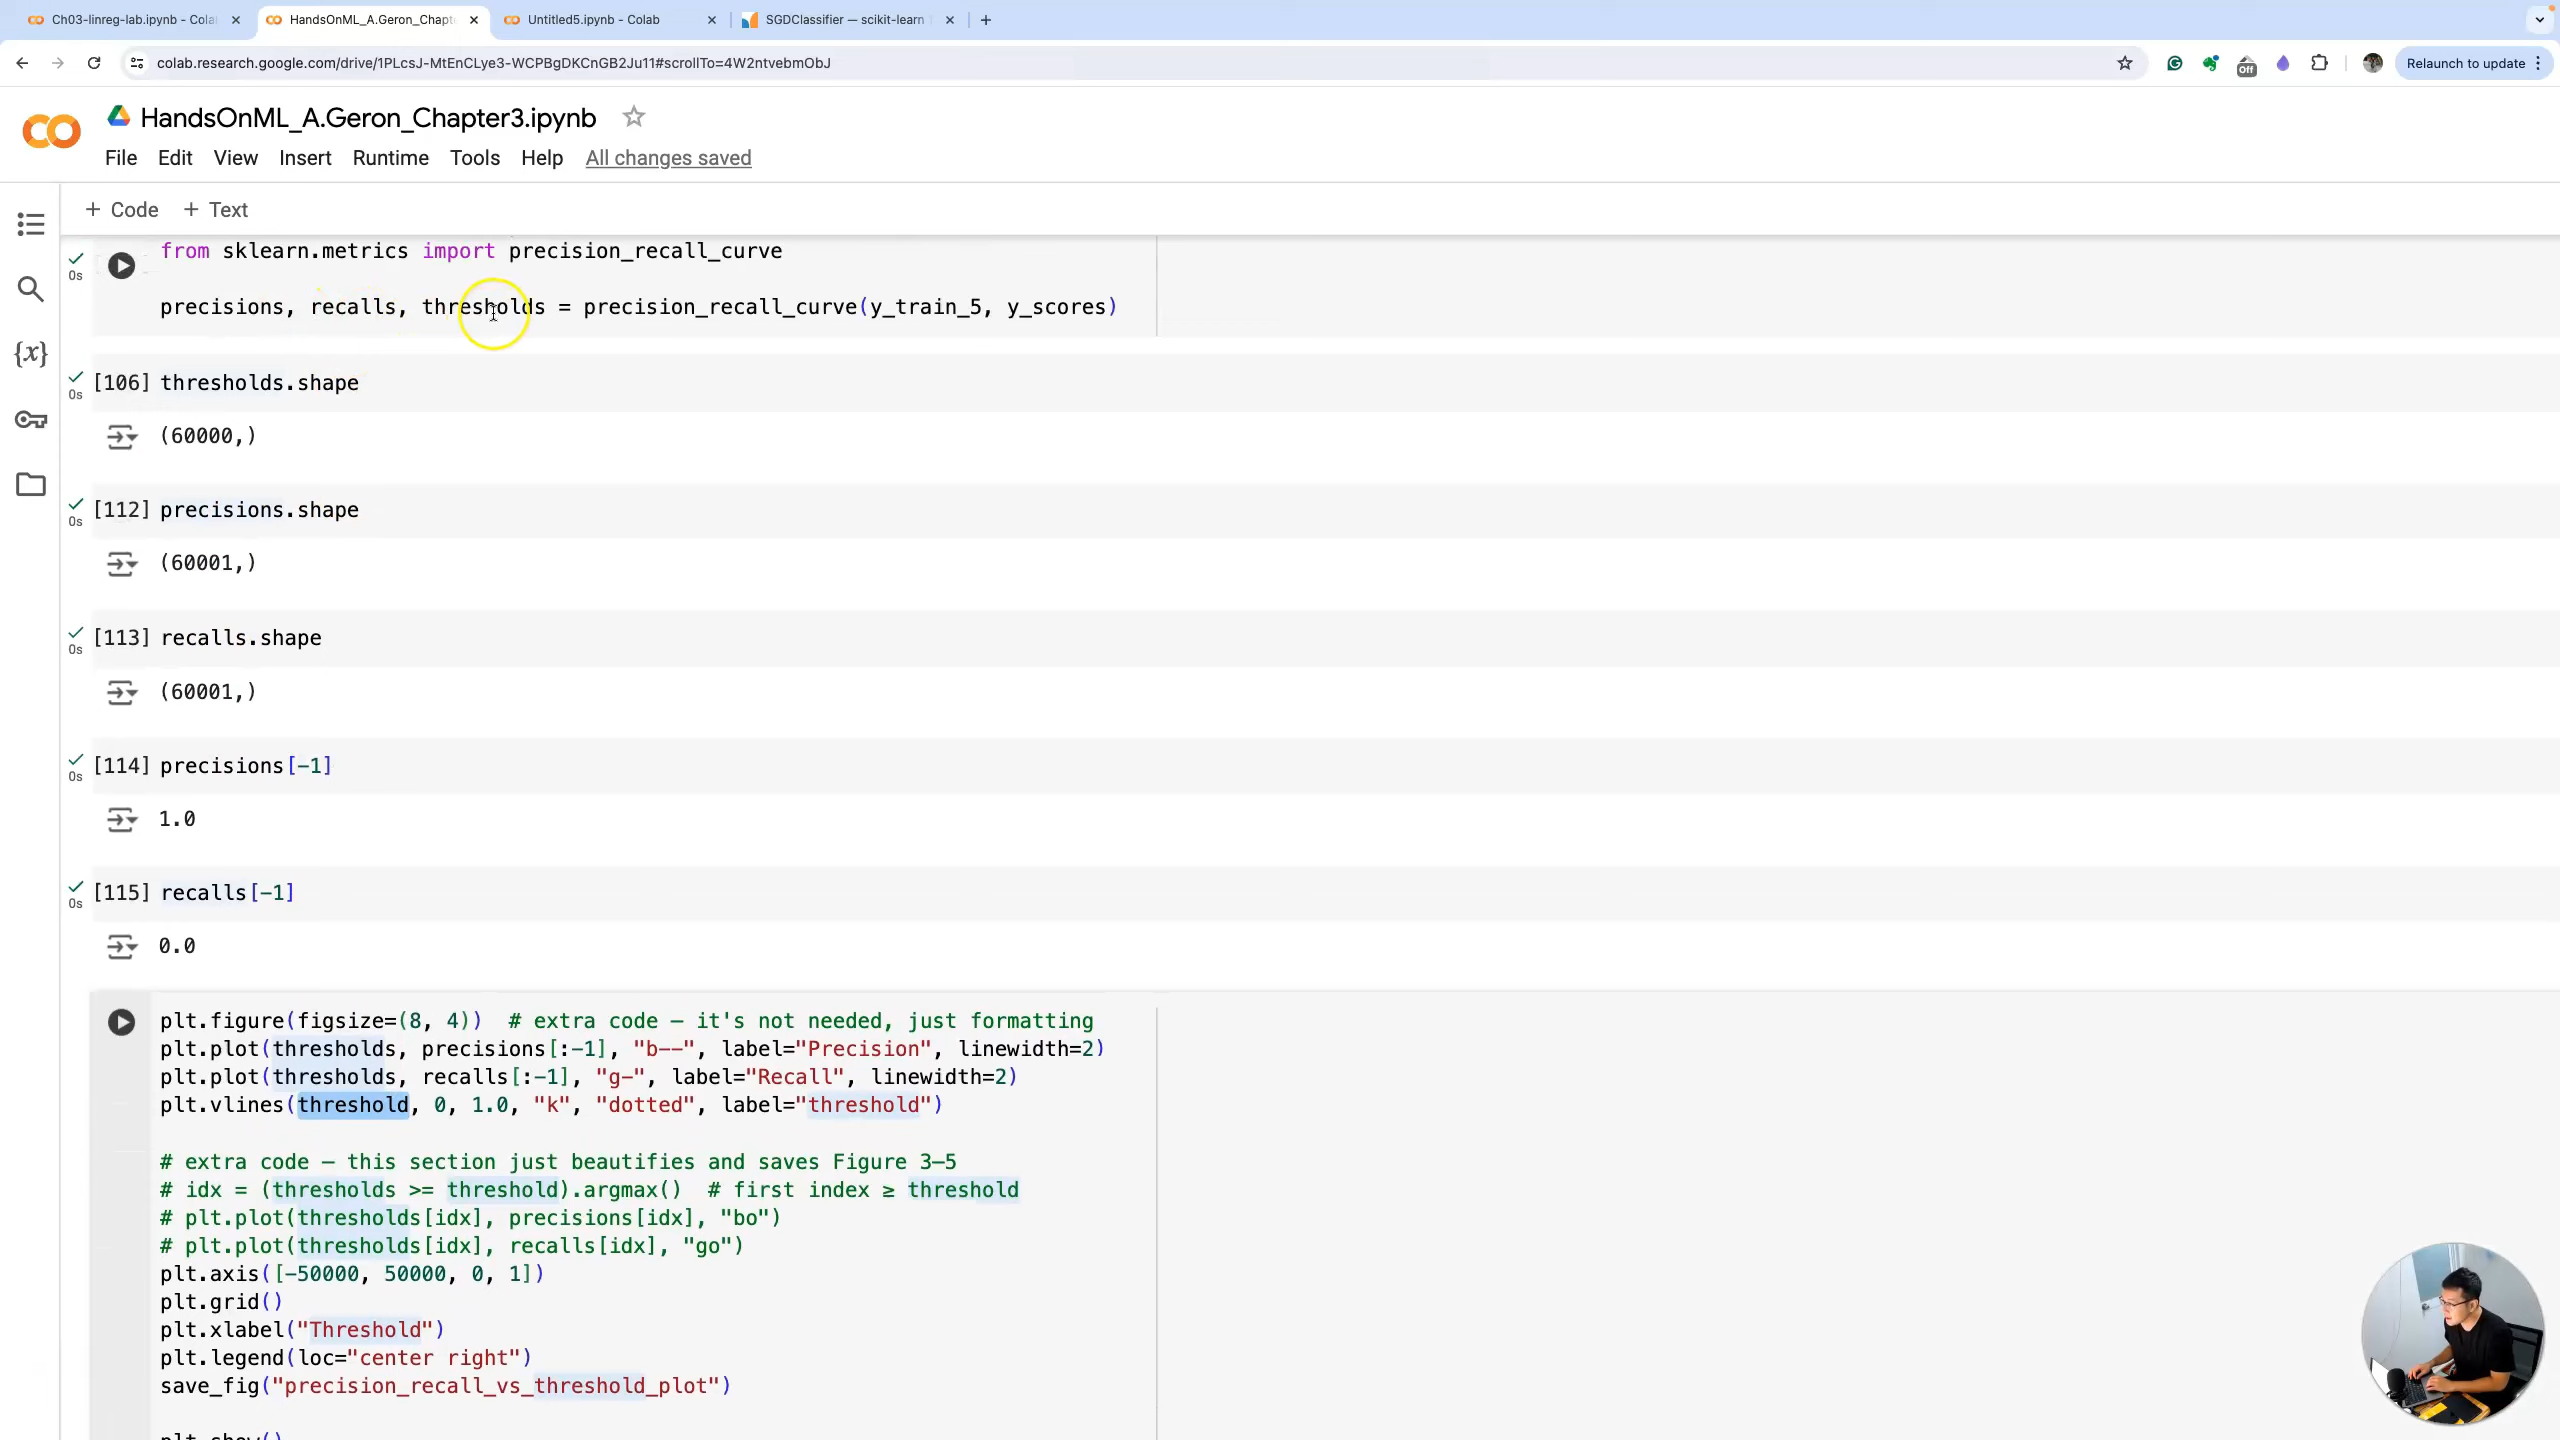 Ch03-linreg-lab.ipynb - Cola
HandsOnML_A.Geron_Chapt
Untitled5.ipynb - Colab
SGDClassifier — scikit-learn
colab.research.google.com/drive/1PLcsJ-MtEnCLye3-WCPBgDKCnGB2Ju11#scrollTo=4W2ntvebmObJ
Off
Relaunch to update
HandsOnML_A.Geron_Chapter3.ipynb
File Edit View Insert Runtime Tools Help All changes saved
+ Code + Text
from sklearn.metrics import precision_recall_curve
0s
precisions, recalls, thresholds = precision_recall_curve(y_train_5, y_scores)
[106] thresholds.shape
0s
(60000,)
[112] precisions.shape
0s
(60001,)
[113] recalls.shape
0s
(60001,)
[114] precisions[-1]
0s
1.0
[115] recalls[-1]
0s
0.0
plt.figure(figsize=(8, 4))  # extra code – it's not needed, just formatting
plt.plot(thresholds, precisions[:-1], "b--", label="Precision", linewidth=2)
plt.plot(thresholds, recalls[:-1], "g-", label="Recall", linewidth=2)
plt.vlines(threshold, 0, 1.0, "k", "dotted", label="threshold")
# extra code – this section just beautifies and saves Figure 3–5
# idx = (thresholds >= threshold).argmax()  # first index ≥ threshold
# plt.plot(thresholds[idx], precisions[idx], "bo")
# plt.plot(thresholds[idx], recalls[idx], "go")
plt.axis([-50000, 50000, 0, 1])
plt.grid()
plt.xlabel("Threshold")
plt.legend(loc="center right")
save_fig("precision_recall_vs_threshold_plot")
plt.show()